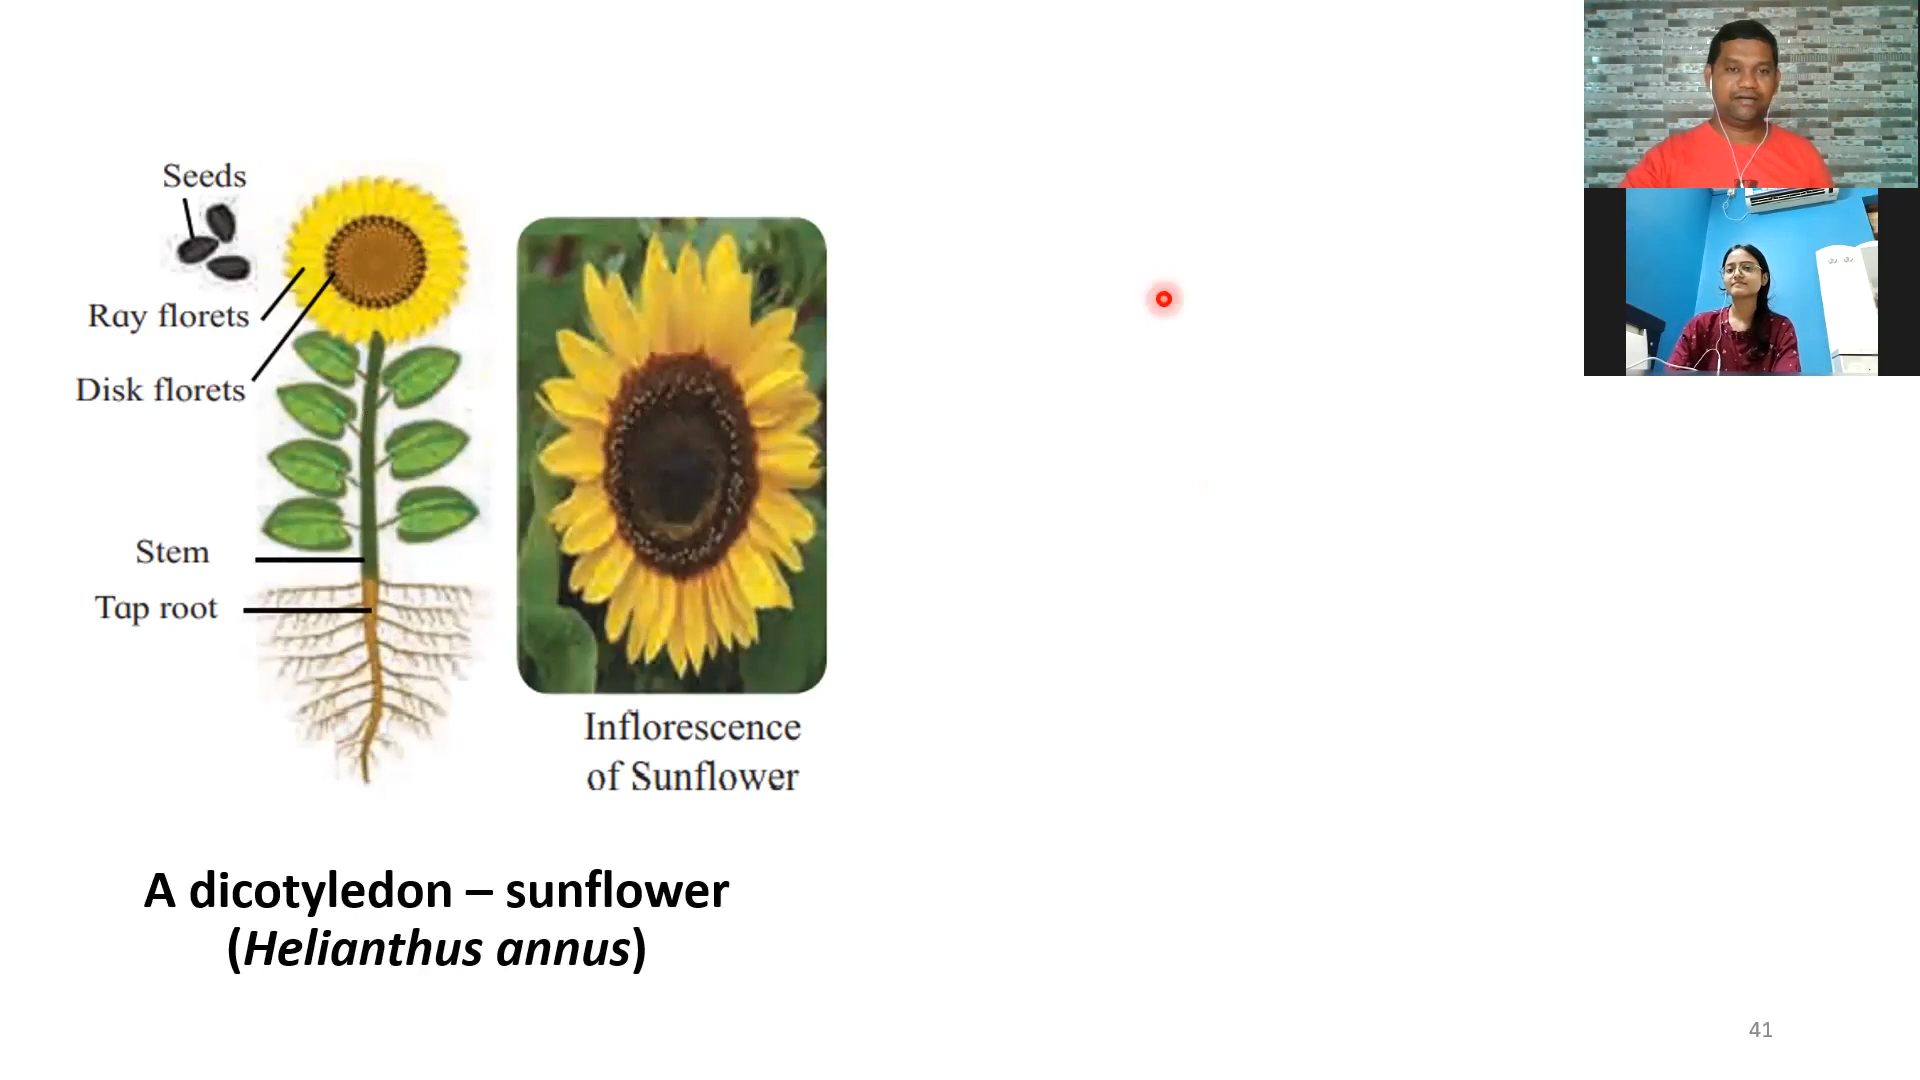 Seeds
Ray florets
Disk florets
Stem
Tap root
Inflorescence
of Sunflower
A dicotyledon – sunflower
(Helianthus annus)
41